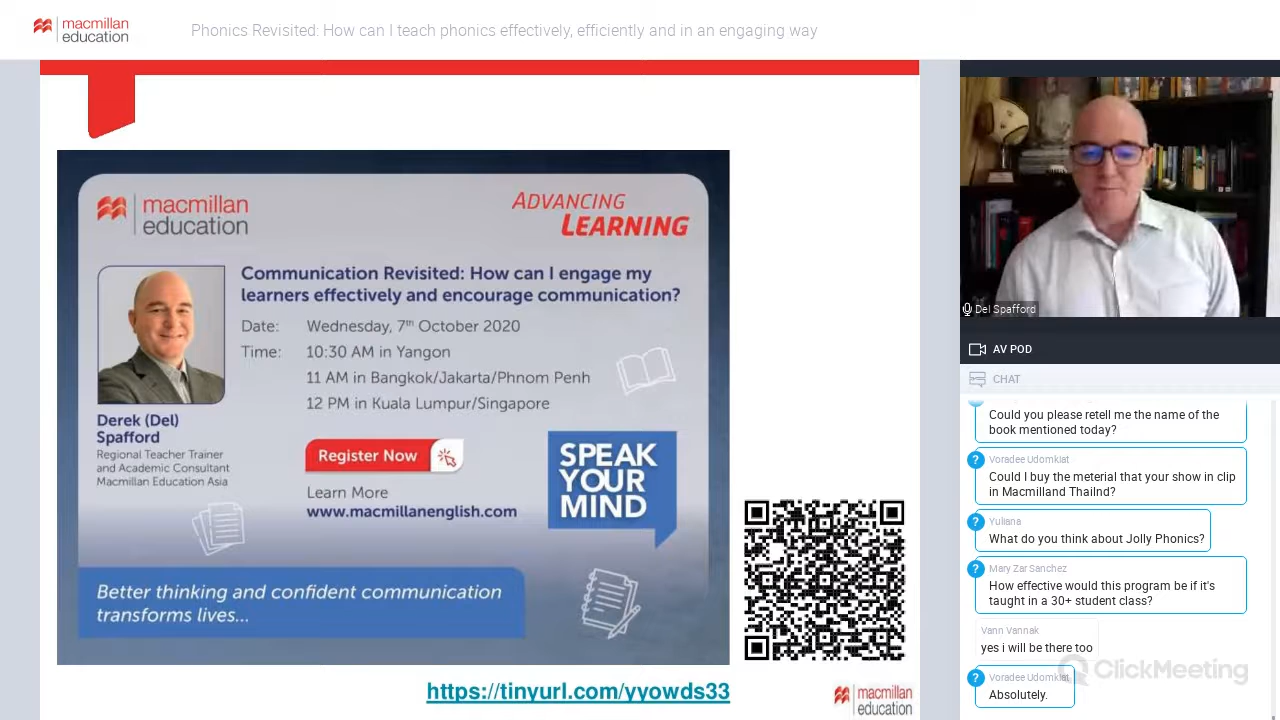 macmillan
education
Phonics Revisited: How can I teach phonics effectively, efficiently and in an engaging way
macmillan
education
ADVANCING
LEARNING
Communication Revisited: How can I engage my
learners effectively and encourage communication?
Date: Wednesday, 7th October 2020
Time: 10:30 AM in Yangon
11 AM in Bangkok/Jakarta/Phnom Penh
12 PM in Kuala Lumpur/Singapore
Derek (Del)
Spafford
Regional Teacher Trainer
and Academic Consultant
Macmillan Education Asia
Register Now
Learn More
www.macmillanenglish.com
SPEAK
YOUR
MIND
Better thinking and confident communication
transforms lives...
https://tinyurl.com/yyowds33
macmillan
education
Del Spafford
AV POD
CHAT
Could you please retell me the name of the
book mentioned today?
?
Voradee Udomkiat
Could I buy the meterial that your show in clip
in Macmilland Thailnd?
?
Yuliana
What do you think about Jolly Phonics?
?
Mary Zar Sanchez
How effective would this program be if it's
taught in a 30+ student class?
Vann Vannak
yes i will be there too
?
Voradee Udomkiat
Absolutely.
ClickMeeting